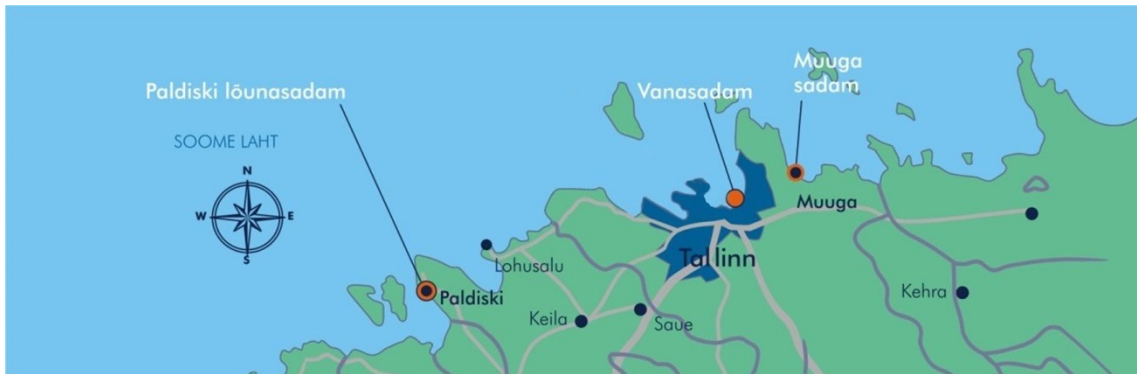 Muuga
sadam
Paldiski lõunasadam
Vanasadam
SOOME LAHT
N
W
E
S
Muuga
Lohusalu
Tallinn
Paldiski
Kehra
Keila
Saue